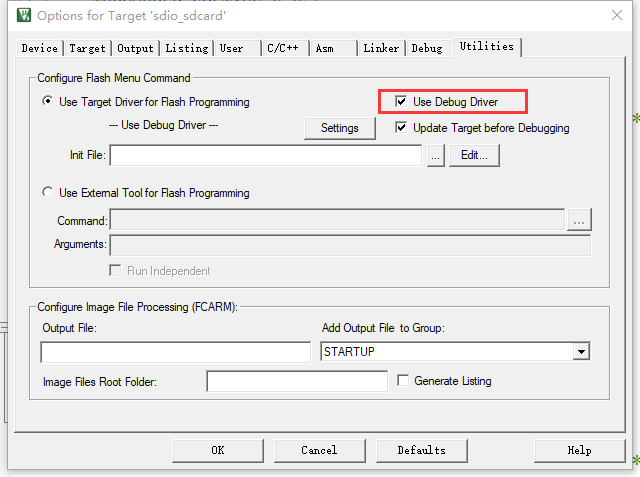 Options for Target 'sdio_sdcard'
Device Target Output Listing User C/C++ Asm Linker Debug Utilities
Configure Flash Menu Command
Use Target Driver for Flash Programming
Use Debug Driver
--- Use Debug Driver ---
Settings
Update Target before Debugging
Init File:
...
Edit...
Use External Tool for Flash Programming
Command:
...
Arguments:
Run Independent
Configure Image File Processing (FCARM):
Output File:
Add Output File to Group:
STARTUP
Image Files Root Folder:
Generate Listing
OK
Cancel
Defaults
Help